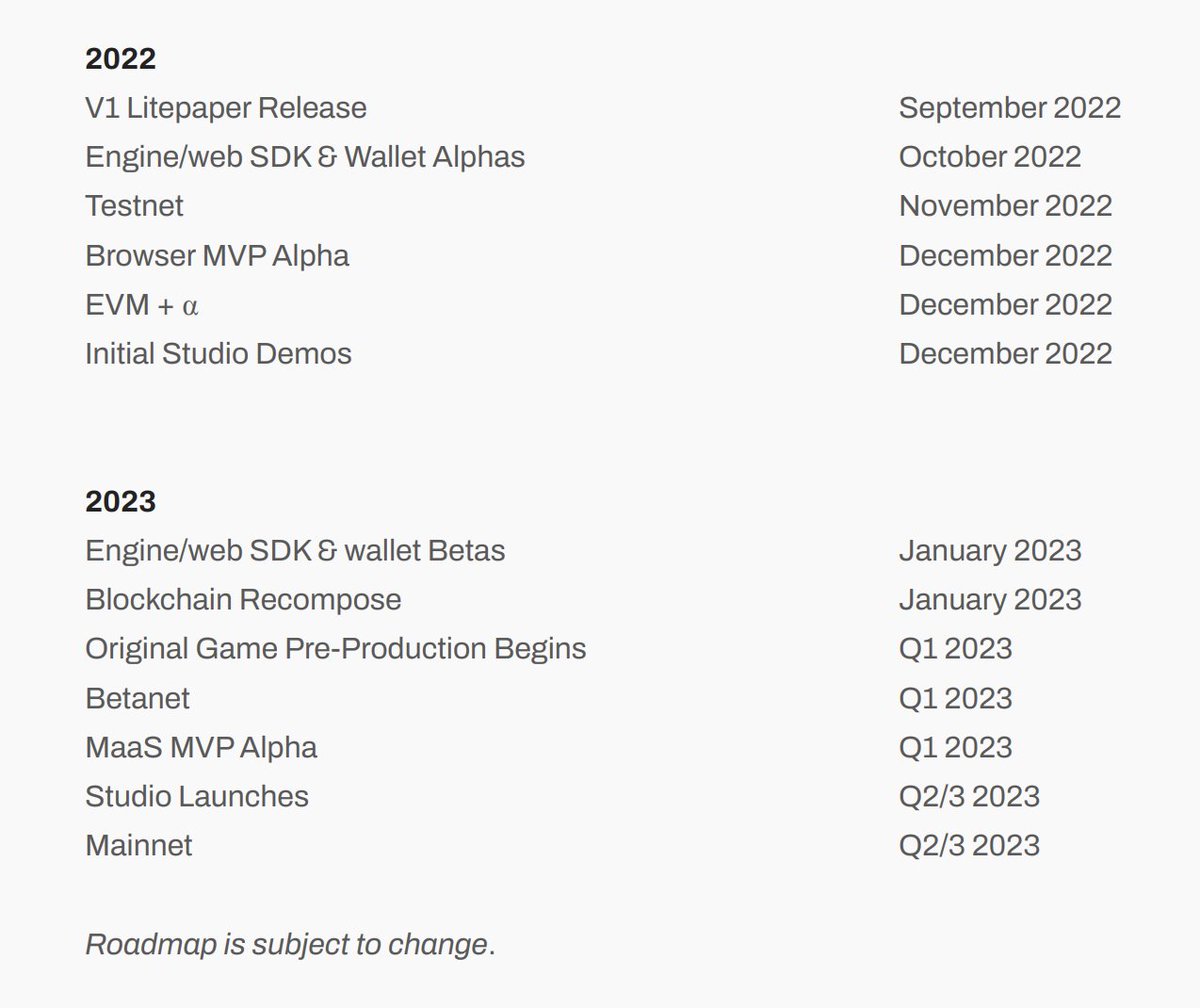 2022
V1 Litepaper Release September 2022
Engine/web SDK & Wallet Alphas October 2022
Testnet November 2022
Browser MVP Alpha December 2022
EVM + α December 2022
Initial Studio Demos December 2022
2023
Engine/web SDK & wallet Betas January 2023
Blockchain Recompose January 2023
Original Game Pre-Production Begins Q1 2023
Betanet Q1 2023
MaaS MVP Alpha Q1 2023
Studio Launches Q2/3 2023
Mainnet Q2/3 2023
Roadmap is subject to change.